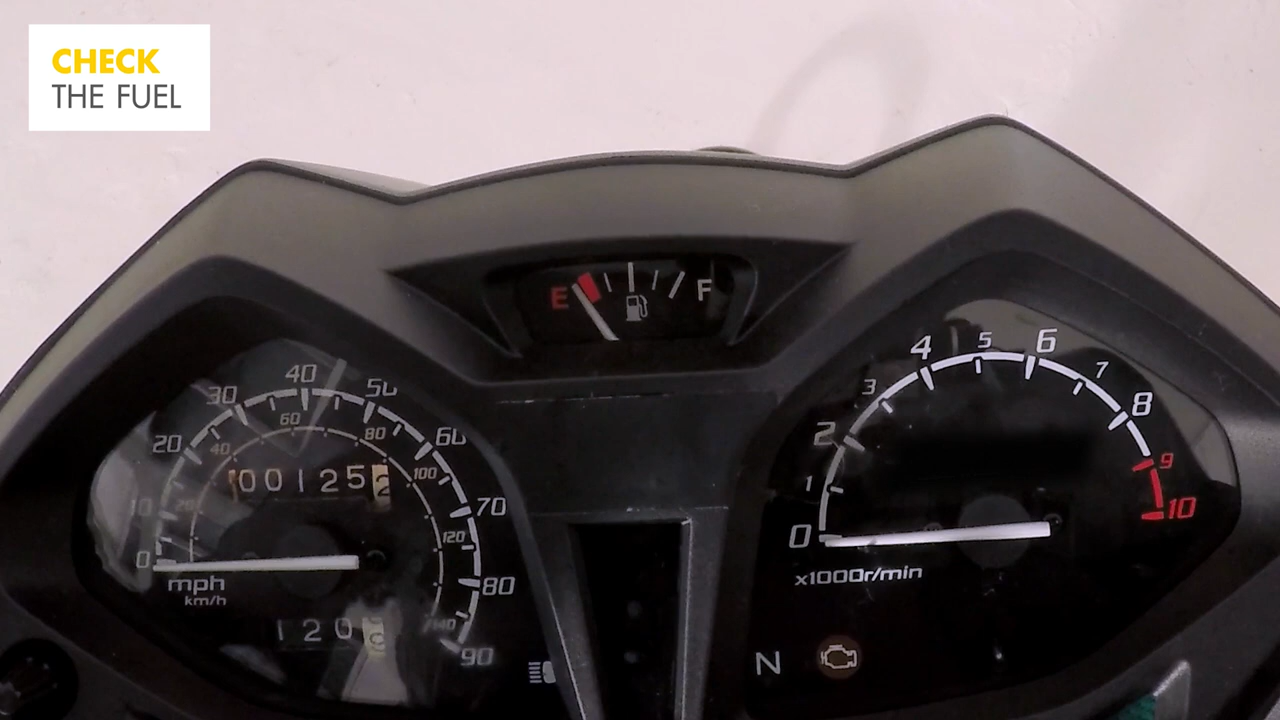 CHECK
THE FUEL
E F
0 10 20 30 40 50 60 70 80 90
20 40 60 80 100 120 140
001252
mph
km/h
120
0 1 2 3 4 5 6 7 8 9 10
x1000r/min
N